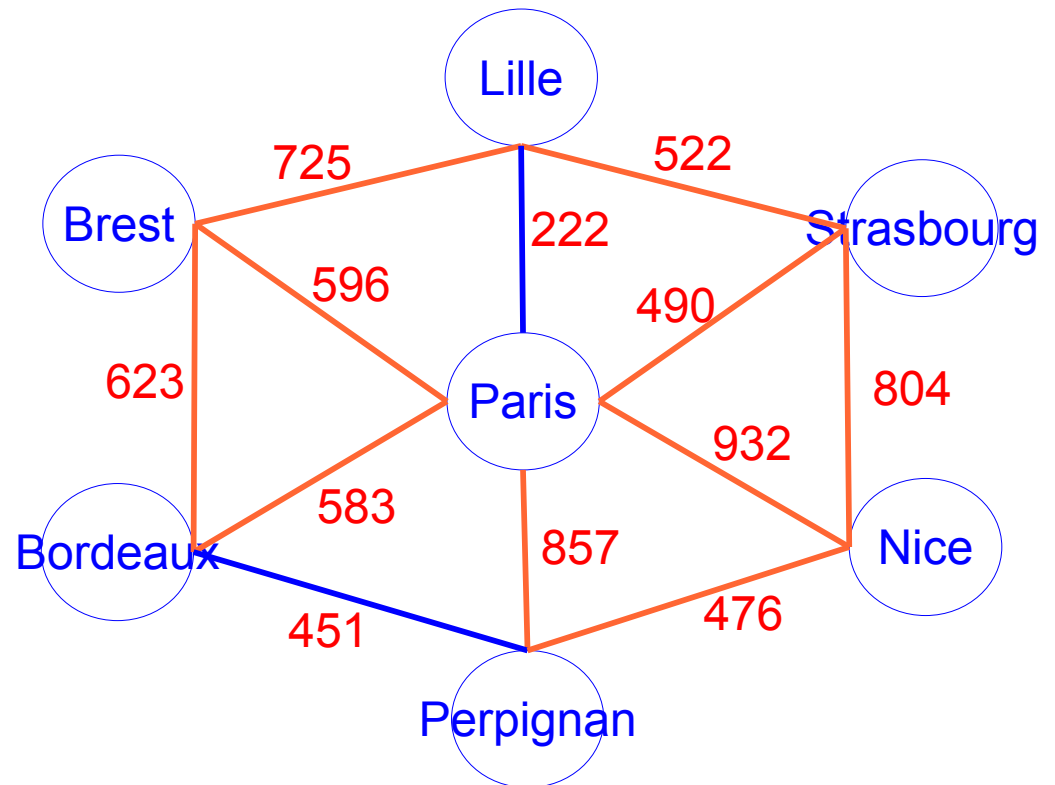 Lille
725
522
Brest
Strasbourg
222
596
490
623
Paris
804
932
583
Bordeaux
857
Nice
451
476
Perpignan